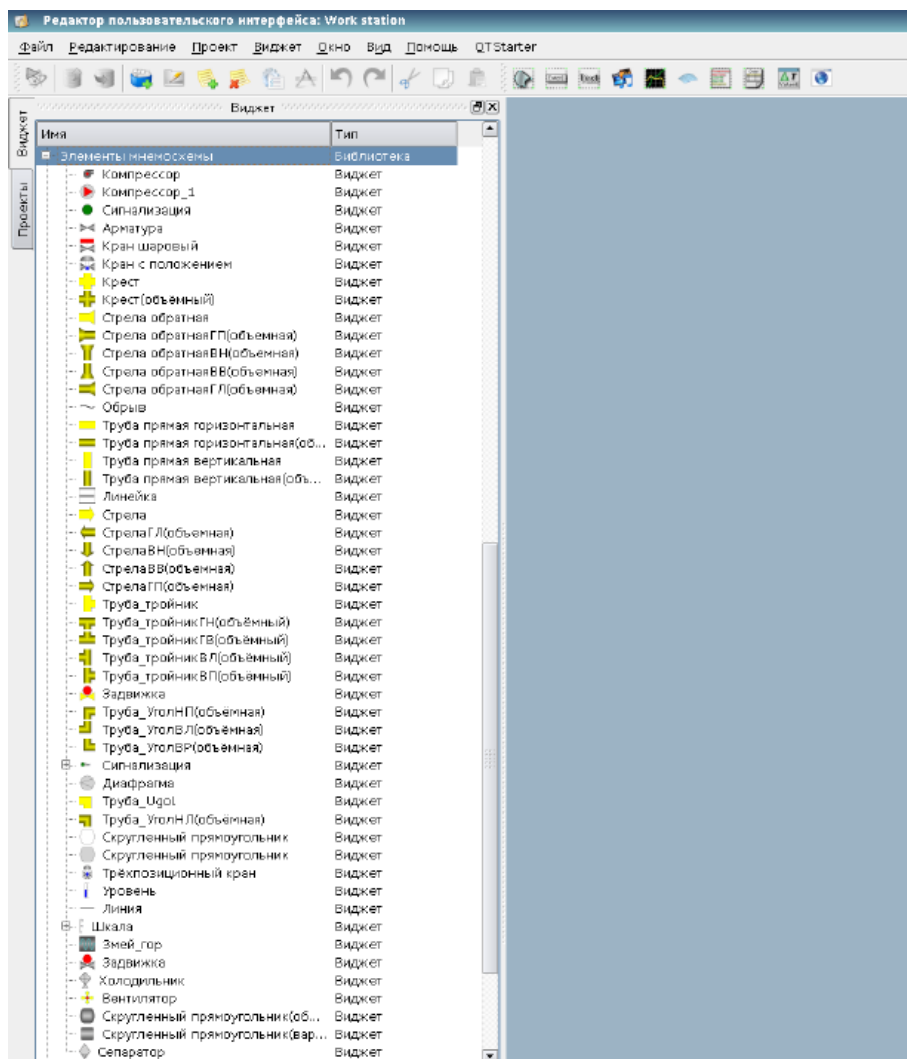 Редактор пользовательского интерфейса: Work station
Файл Редактирование Проект Виджет Окно Вид Помощь QTStarter
Виджет
Виджет
Проекты
Имя Тип
Элементы мнемосхемы Библиотека
Компрессор Виджет
Компрессор_1 Виджет
Сигнализация Виджет
Арматура Виджет
Кран шаровый Виджет
Кран с положением Виджет
Крест Виджет
Крест(объемный) Виджет
Стрела обратная Виджет
Стрела обратнаяГП(объемная) Виджет
Стрела обратнаяВН(объемная) Виджет
Стрела обратнаяВВ(объемная) Виджет
Стрела обратнаяГЛ(объемная) Виджет
Обрыв Виджет
Труба прямая горизонтальная Виджет
Труба прямая горизонтальная(об... Виджет
Труба прямая вертикальная Виджет
Труба прямая вертикальная(объ... Виджет
Линейка Виджет
Стрела Виджет
СтрелаГЛ(объемная) Виджет
СтрелаВН(объемная) Виджет
СтрелаВВ(объемная) Виджет
СтрелаГП(объемная) Виджет
Труба_тройник Виджет
Труба_тройникГН(объёмный) Виджет
Труба_тройникГВ(объёмный) Виджет
Труба_тройникВЛ(объёмный) Виджет
Труба_тройникВП(объёмный) Виджет
Задвижка Виджет
Труба_УголНП(объёмная) Виджет
Труба_УголВЛ(объёмная) Виджет
Труба_УголВР(объёмная) Виджет
Сигнализация Виджет
Диафрагма Виджет
Труба_Ugol Виджет
Труба_УголНЛ(объёмная) Виджет
Скругленный прямоугольник Виджет
Скругленный прямоугольник Виджет
Трёхпозиционный кран Виджет
Уровень Виджет
Линия Виджет
Шкала Виджет
Змей_гор Виджет
Задвижка Виджет
Холодильник Виджет
Вентилятор Виджет
Скругленный прямоугольник(об... Виджет
Скругленный прямоугольник(вар... Виджет
Сепаратор Виджет